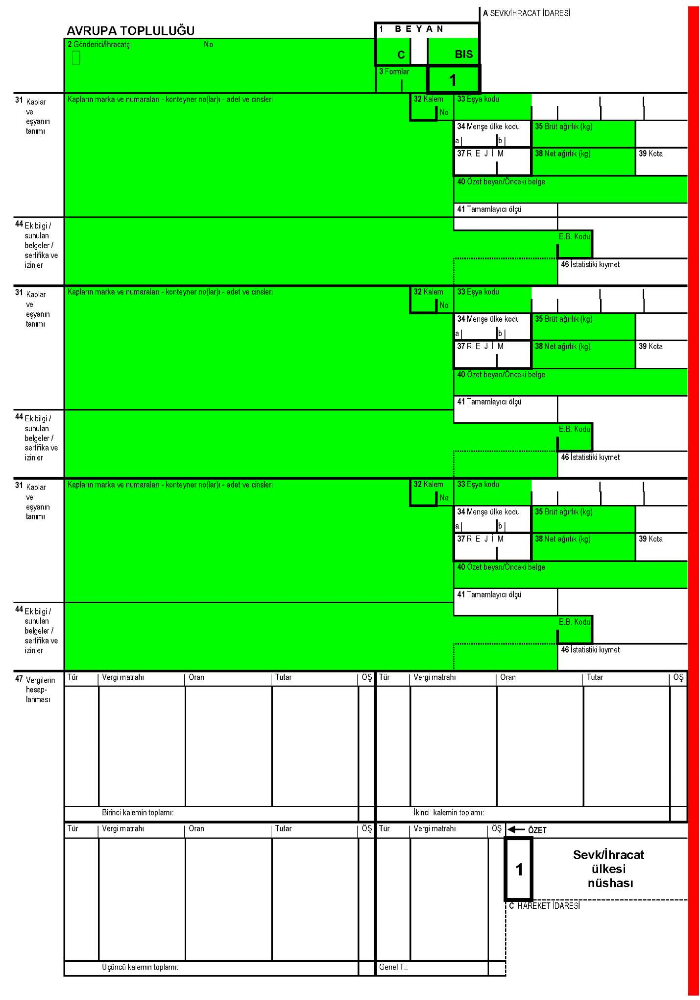 A SEVK/İHRACAT İDARESİ
AVRUPA TOPLULUĞU
1 B E Y A N
2 Gönderici/İhracatçı No
C BIS
3 Formlar
1
31 Kaplar ve eşyanın tanımı
Kapların marka ve numaraları - konteyner no(lar)ı - adet ve cinsleri
32 Kalem
No
33 Eşya kodu
34 Menşe ülke kodu
a| b|
35 Brüt ağırlık (kg)
37 R E J İ M
38 Net ağırlık (kg)
39 Kota
40 Özet beyan/Önceki belge
41 Tamamlayıcı ölçü
44 Ek bilgi /
sunulan
belgeler /
sertifika ve
izinler
E.B. Kodu
46 İstatistiki kıymet
31 Kaplar
ve
eşyanın
tanımı
Kapların marka ve numaraları - konteyner no(lar)ı - adet ve cinsleri
32 Kalem
No
33 Eşya kodu
34 Menşe ülke kodu
a| b|
35 Brüt ağırlık (kg)
37 R E J İ M
38 Net ağırlık (kg)
39 Kota
40 Özet beyan/Önceki belge
41 Tamamlayıcı ölçü
44 Ek bilgi /
sunulan
belgeler /
sertifika ve
izinler
E.B. Kodu
46 İstatistiki kıymet
31 Kaplar
ve
eşyanın
tanımı
Kapların marka ve numaraları - konteyner no(lar)ı - adet ve cinsleri
32 Kalem
No
33 Eşya kodu
34 Menşe ülke kodu
a| b|
35 Brüt ağırlık (kg)
37 R E J İ M
38 Net ağırlık (kg)
39 Kota
40 Özet beyan/Önceki belge
41 Tamamlayıcı ölçü
44 Ek bilgi /
sunulan
belgeler /
sertifika ve
izinler
E.B. Kodu
46 İstatistiki kıymet
47 Vergilerin
hesap-
lanması
Tür Vergi matrahı Oran Tutar ÖŞ Tür Vergi matrahı Oran Tutar ÖŞ
Birinci kalemin toplamı: İkinci kalemin toplamı:
Tür Vergi matrahı Oran Tutar ÖŞ Tür Vergi matrahı ÖŞ ÖZET
1
Sevk/İhracat
ülkesi
nüshası
C HAREKET İDARESİ
Üçüncü kalemin toplamı: Genel T.: